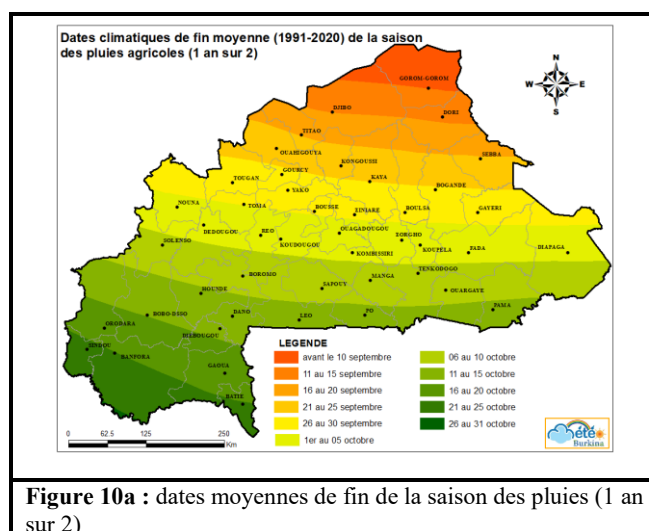 Dates climatiques de fin moyenne (1991-2020) de la saison
des pluies agricoles (1 an sur 2)
N
W E
S
GOROM-GOROM
DJIBO
DORI
TITAO
OUAHIGOUYA
KONGOUSSI
SEBBA
GOURCY
TOUGAN
KAYA
YAKO
BOGANDE
NOUNA
TOMA
BOUSSE
ZINIARE
BOULSA
GAYERI
DEDOUGOU
REO
OUAGADOUGOU
ZORGHO
SOLENSO
KOUDOUGOU
KOUPELA
FADA
DIAPAGA
KOMBISSIRI
BOROMO
TENKODOGO
MANGA
HOUNDE
SAPOUY
OUARGAYE
BOBO-DSSO
DANO
LEO
PO
PAMA
ORODARA
DIEBOUGOU
SINDOU
BANFORA
GAOUA
BATIE
LEGENDE
avant le 10 septembre
11 au 15 septembre
16 au 20 septembre
21 au 25 septembre
26 au 30 septembre
1er au 05 octobre
06 au 10 octobre
11 au 15 octobre
16 au 20 octobre
21 au 25 octobre
26 au 31 octobre
0 62.5 125 250
Km
météo
Burkina
Figure 10a : dates moyennes de fin de la saison des pluies (1 an
sur 2)